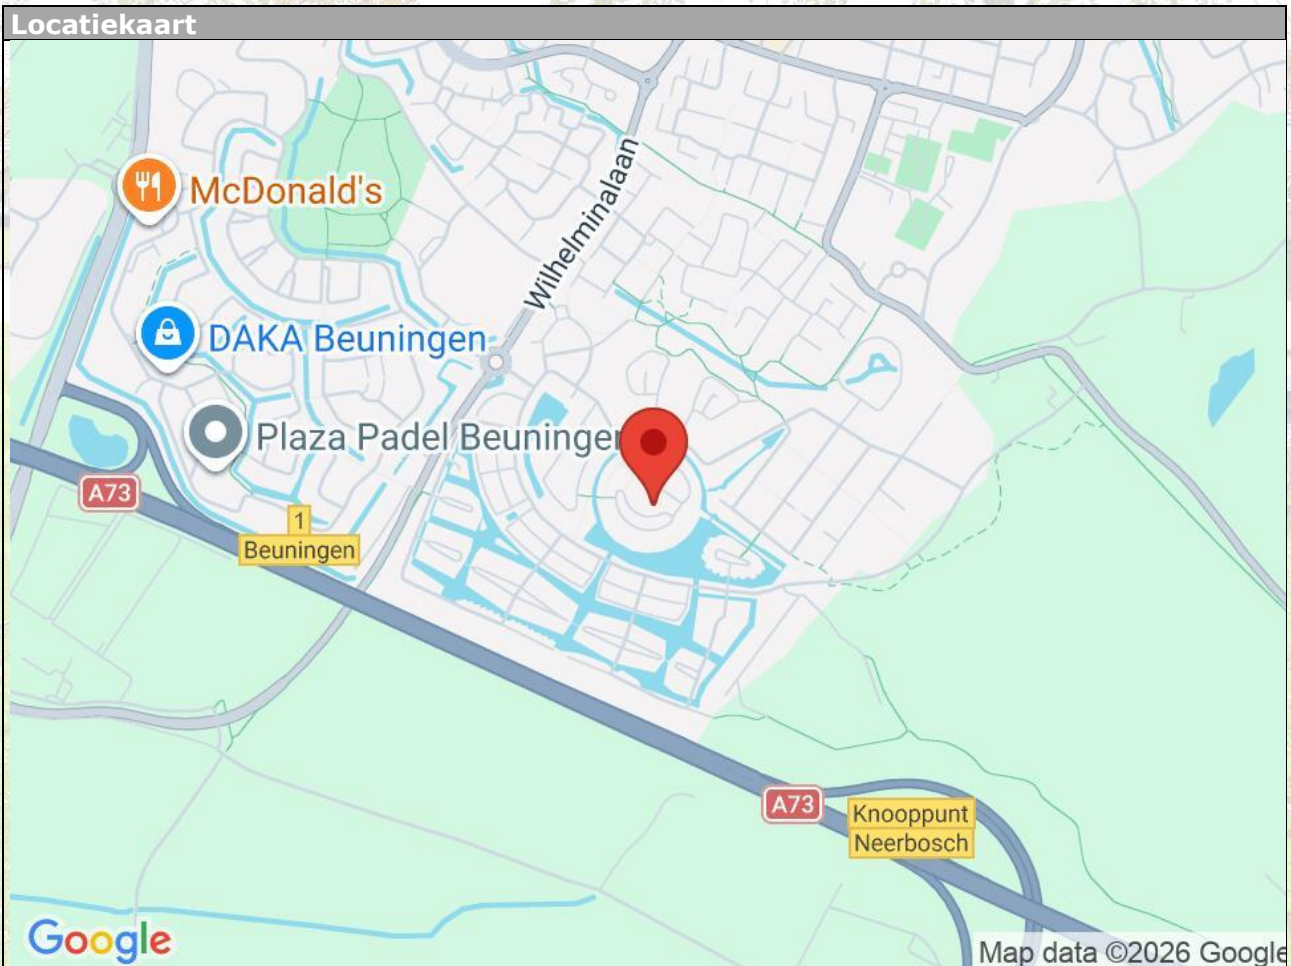 Locatiekaart
Wilhelminalaan
McDonald's
DAKA Beuningen
Plaza Padel Beuningen
A73
1
Beuningen
A73
Knooppunt
Neerbosch
Google
Map data ©2026 Google